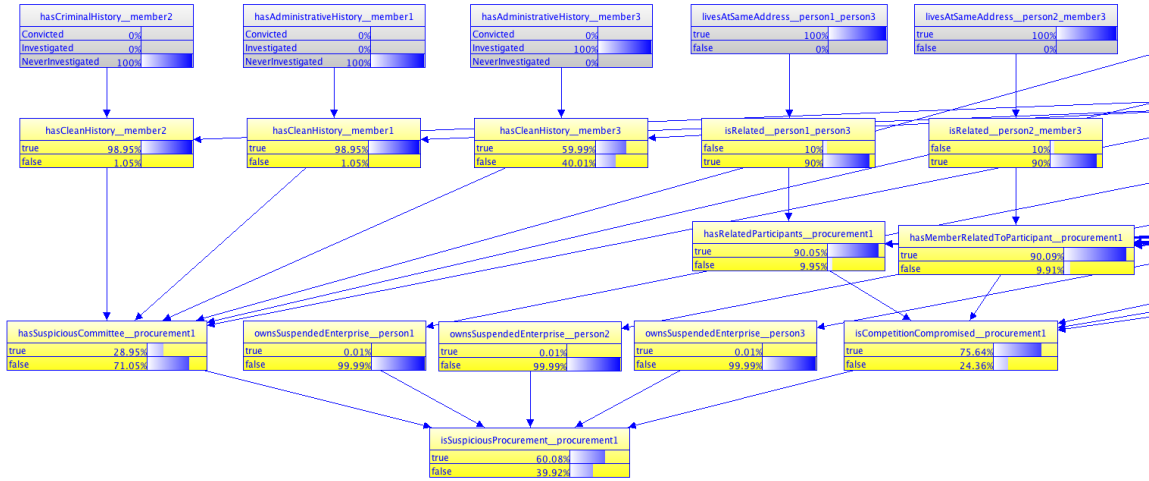 hasCriminalHistory__member2
Convicted 0%
Investigated 0%
NeverInvestigated 100%
hasAdministrativeHistory__member1
Convicted 0%
Investigated 0%
NeverInvestigated 100%
hasAdministrativeHistory__member3
Convicted 0%
Investigated 100%
NeverInvestigated 0%
livesAtSameAddress__person1_person3
true 100%
false 0%
livesAtSameAddress__person2_member3
true 100%
false 0%
hasCleanHistory__member2
true 98.95%
false 1.05%
hasCleanHistory__member1
true 98.95%
false 1.05%
hasCleanHistory__member3
true 59.99%
false 40.01%
isRelated__person1_person3
false 10%
true 90%
isRelated__person2_member3
false 10%
true 90%
hasRelatedParticipants__procurement1
true 90.05%
false 9.95%
hasMemberRelatedToParticipant__procurement1
true 90.09%
false 9.91%
hasSuspiciousCommittee__procurement1
true 28.95%
false 71.05%
ownsSuspendedEnterprise__person1
true 0.01%
false 99.99%
ownsSuspendedEnterprise__person2
true 0.01%
false 99.99%
ownsSuspendedEnterprise__person3
true 0.01%
false 99.99%
isCompetitionCompromised__procurement1
true 75.64%
false 24.36%
isSuspiciousProcurement__procurement1
true 60.08%
false 39.92%